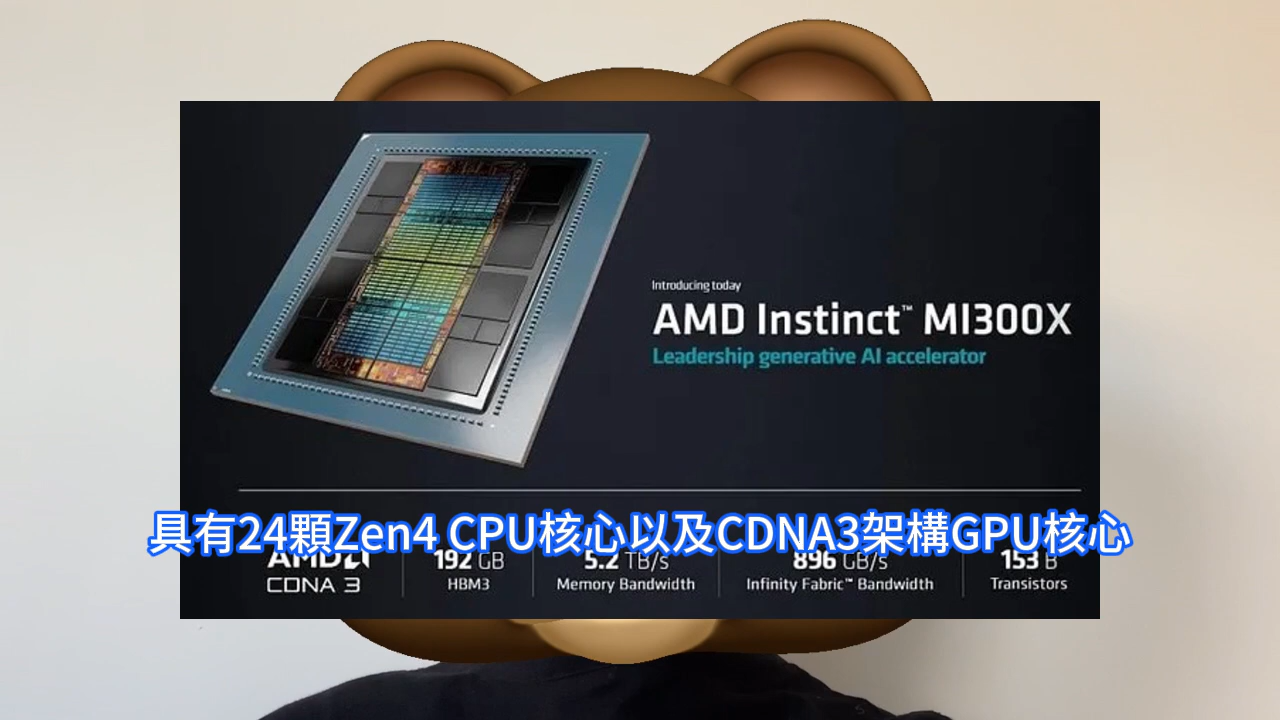 Introducing today
AMD Instinct™ MI300X
Leadership generative AI accelerator
具有24顆Zen4 CPU核心以及CDNA3架構GPU核心
AMD 192 GB 5.2 TB/s 896 GB/s 153 B
CDNA 3 HBM3 Memory Bandwidth Infinity Fabric™ Bandwidth Transistors